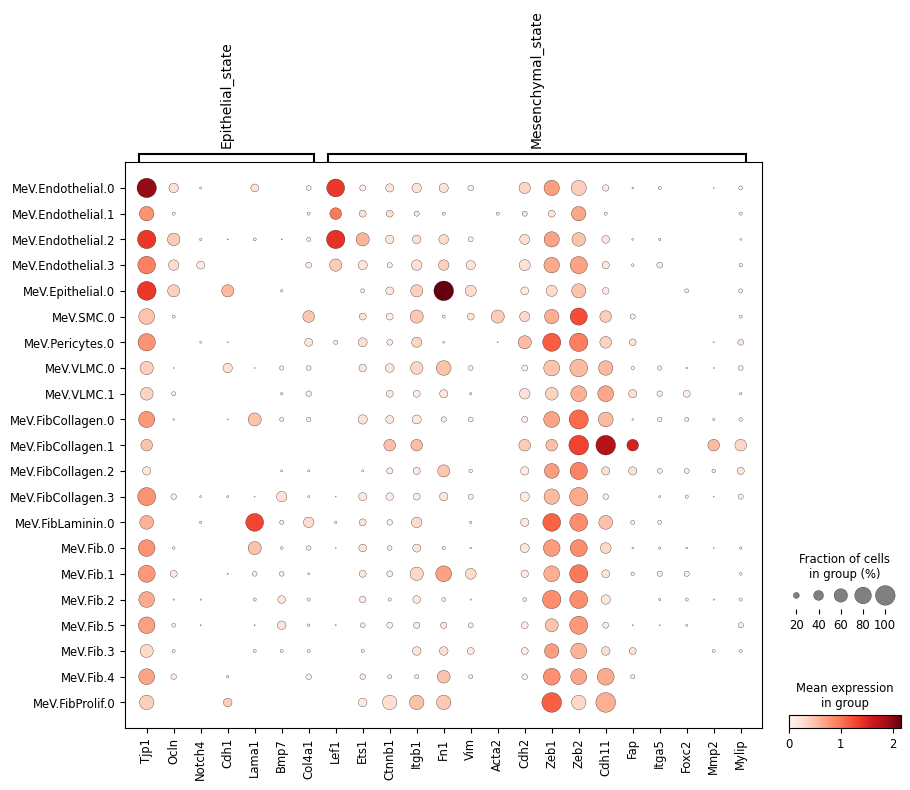 Epithelial_state
Mesenchymal_state
MeV.Endothelial.0
MeV.Endothelial.1
MeV.Endothelial.2
MeV.Endothelial.3
MeV.Epithelial.0
MeV.SMC.0
MeV.Pericytes.0
MeV.VLMC.0
MeV.VLMC.1
MeV.FibCollagen.0
MeV.FibCollagen.1
MeV.FibCollagen.2
MeV.FibCollagen.3
MeV.FibLaminin.0
MeV.Fib.0
MeV.Fib.1
MeV.Fib.2
MeV.Fib.5
MeV.Fib.3
MeV.Fib.4
MeV.FibProlif.0
Tjp1
Ocln
Notch4
Cdh1
Lama1
Bmp7
Col4a1
Lef1
Ets1
Ctnnb1
Itgb1
Fn1
Vim
Acta2
Cdh2
Zeb1
Zeb2
Cdh11
Fap
Itga5
Foxc2
Mmp2
Mylip
Fraction of cells
in group (%)
20 40 60 80 100
Mean expression
in group
0 1 2